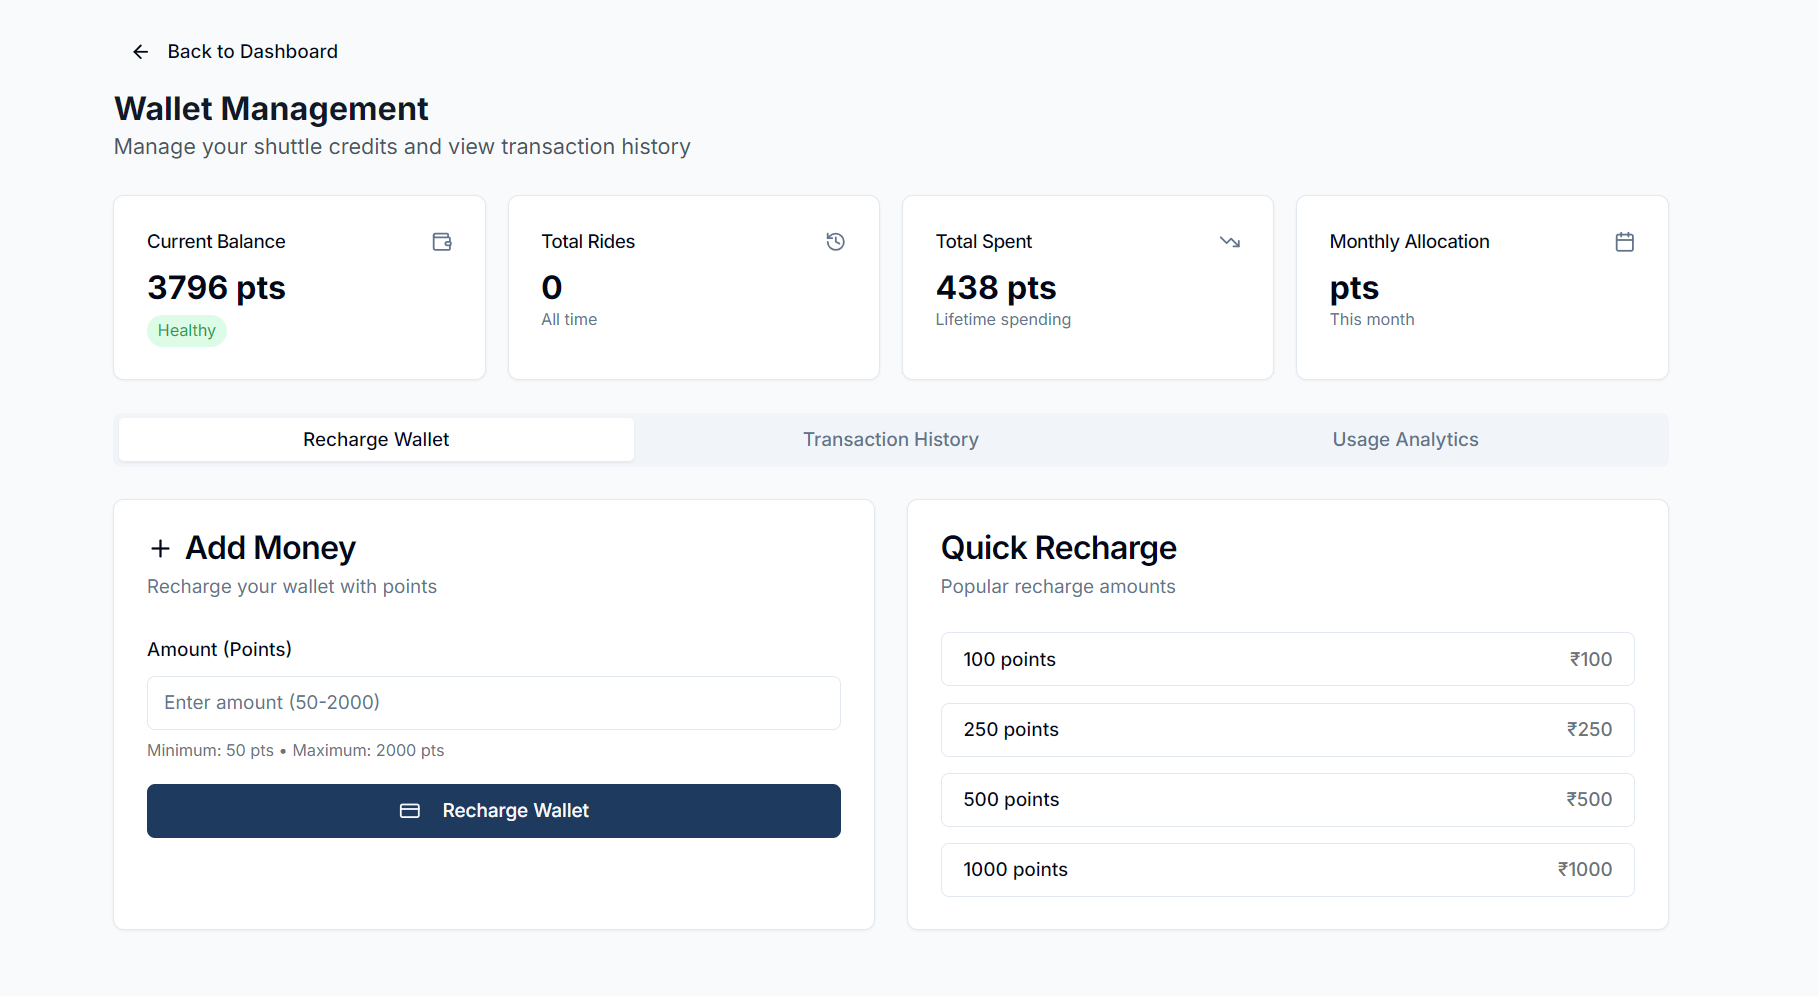 Back to Dashboard
Wallet Management
Manage your shuttle credits and view transaction history
Current Balance
3796 pts
Healthy
Total Rides
0
All time
Total Spent
438 pts
Lifetime spending
Monthly Allocation
pts
This month
Recharge Wallet
Transaction History
Usage Analytics
Add Money
Recharge your wallet with points
Amount (Points)
Enter amount (50-2000)
Minimum: 50 pts • Maximum: 2000 pts
Recharge Wallet
Quick Recharge
Popular recharge amounts
100 points ₹100
250 points ₹250
500 points ₹500
1000 points ₹1000